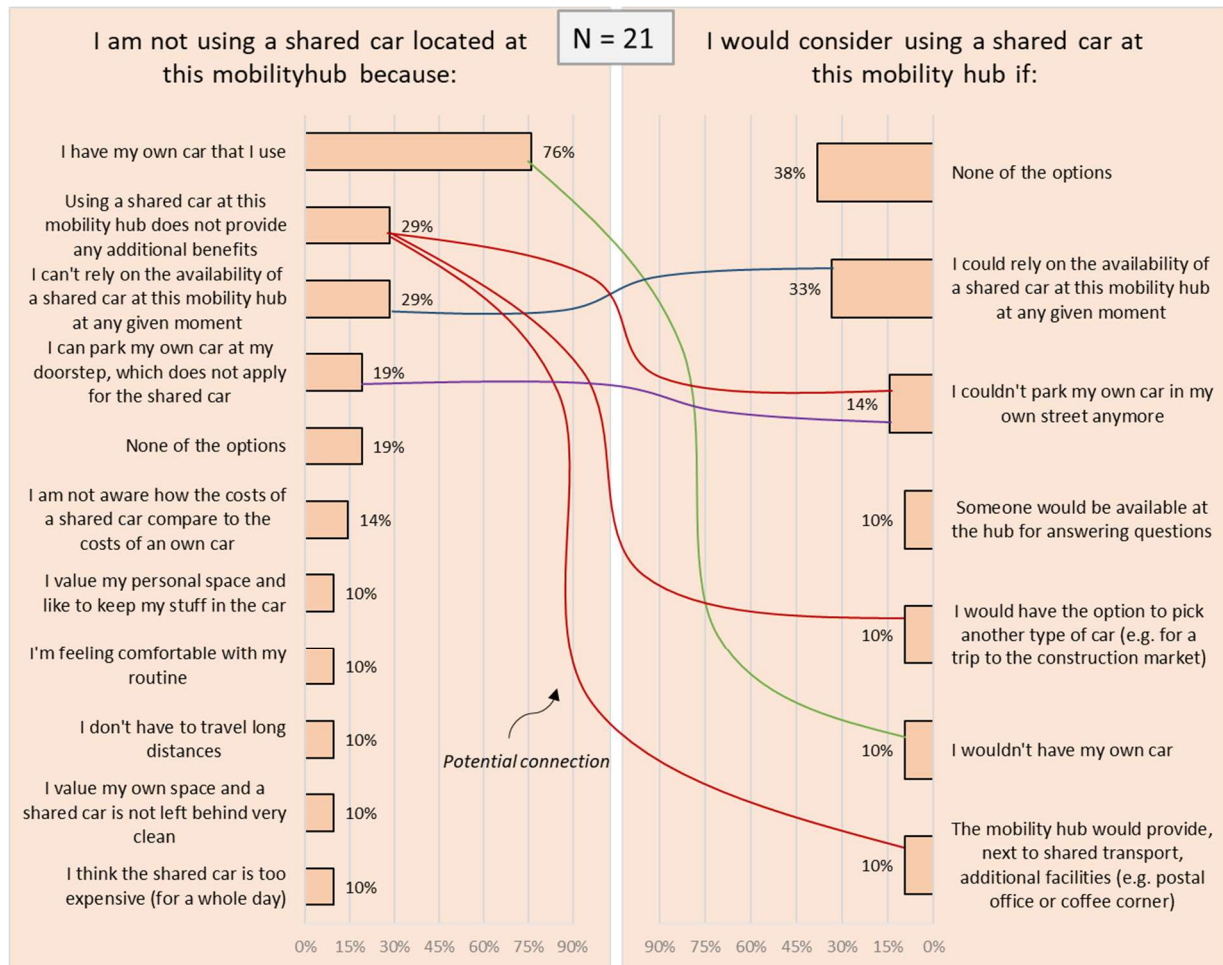 I am not using a shared car located at
this mobilityhub because:
N = 21
I would consider using a shared car at
this mobility hub if:
I have my own car that I use
76%
Using a shared car at this
mobility hub does not provide
any additional benefits
29%
I can't rely on the availability of
a shared car at this mobility hub
at any given moment
29%
I can park my own car at my
doorstep, which does not apply
for the shared car
19%
None of the options
19%
I am not aware how the costs of
a shared car compare to the
costs of an own car
14%
I value my personal space and
like to keep my stuff in the car
10%
I'm feeling comfortable with my
routine
10%
I don't have to travel long
distances
10%
I value my own space and a
shared car is not left behind very
clean
10%
I think the shared car is too
expensive (for a whole day)
10%
0% 15% 30% 45% 60% 75% 90%
Potential connection
38%
None of the options
33%
I could rely on the availability of
a shared car at this mobility hub
at any given moment
14%
I couldn't park my own car in my
own street anymore
10%
Someone would be available at
the hub for answering questions
10%
I would have the option to pick
another type of car (e.g. for a
trip to the construction market)
10%
I wouldn't have my own car
10%
The mobility hub would provide,
next to shared transport,
additional facilities (e.g. postal
office or coffee corner)
90% 75% 60% 45% 30% 15% 0%